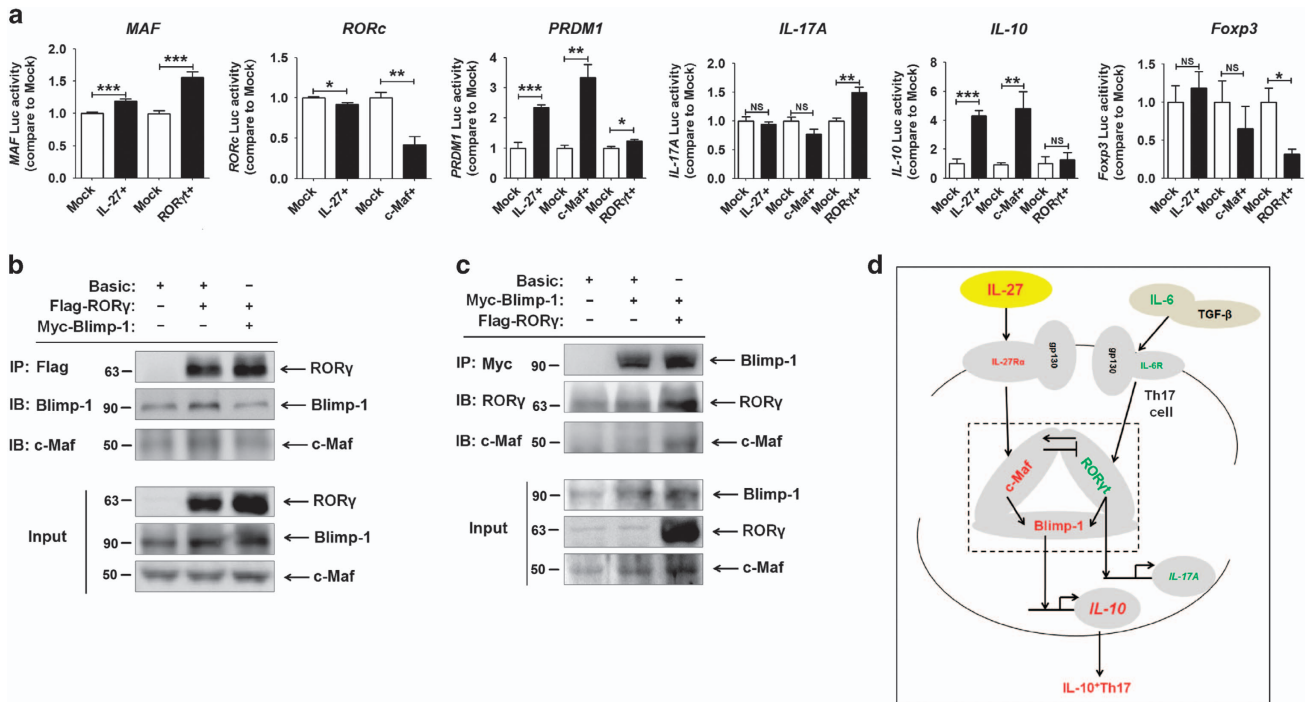 a
MAF
MAF Luc activity
(compare to Mock)
2.0
1.5
1.0
0.5
0.0
***
***
Mock
IL-27+
Mock
RORγt+
RORc
RORc Luc activity
(compare to Mock)
1.5
1.0
0.5
0.0
*
**
Mock
IL-27+
Mock
c-Maf+
PRDM1
PRDM1 Luc activity
(compare to Mock)
4
3
2
1
0
***
**
*
Mock
IL-27+
Mock
c-Maf+
Mock
RORγt+
IL-17A
IL-17A Luc activity
(compare to Mock)
2.0
1.5
1.0
0.5
0.0
NS
NS
**
Mock
IL-27+
Mock
c-Maf+
Mock
RORγt+
IL-10
IL-10 Luc activity
(compare to Mock)
8
6
4
2
0
***
**
NS
Mock
IL-27+
Mock
c-Maf+
Mock
RORγt+
Foxp3
Foxp3 Luc acitivity
(compare to Mock)
2.0
1.5
1.0
0.5
0.0
NS
NS
*
Mock
IL-27+
Mock
c-Maf+
Mock
RORγt+
b
Basic: + + –
Flag-RORγ: – + +
Myc-Blimp-1: – – +
IP: Flag 63 RORγ
IB: Blimp-1 90 Blimp-1
IB: c-Maf 50 c-Maf
Input
63 RORγ
90 Blimp-1
50 c-Maf
c
Basic: + + –
Myc-Blimp-1: – + +
Flag-RORγ: – – +
IP: Myc 90 Blimp-1
IB: RORγ 63 RORγ
IB: c-Maf 50 c-Maf
Input
90 Blimp-1
63 RORγ
50 c-Maf
d
IL-27
IL-6
TGF-β
IL-27Rα
gp130
gp130
IL-6R
Th17
cell
c-Maf
RORγt
Blimp-1
IL-17A
IL-10
IL-10⁺Th17